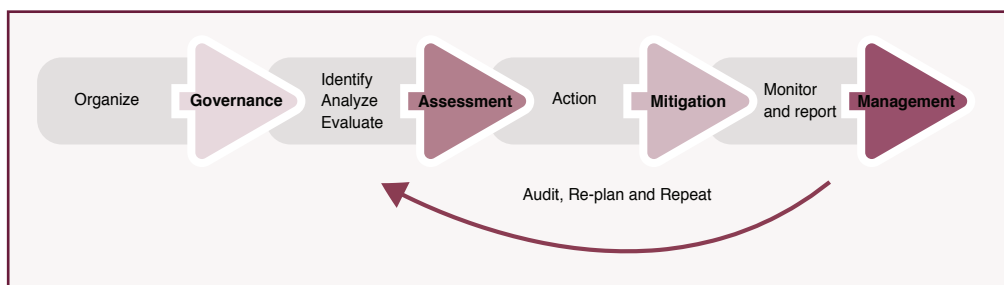 Organize
Governance
Identify
Analyze
Evaluate
Assessment
Action
Mitigation
Monitor
and report
Management
Audit, Re-plan and Repeat